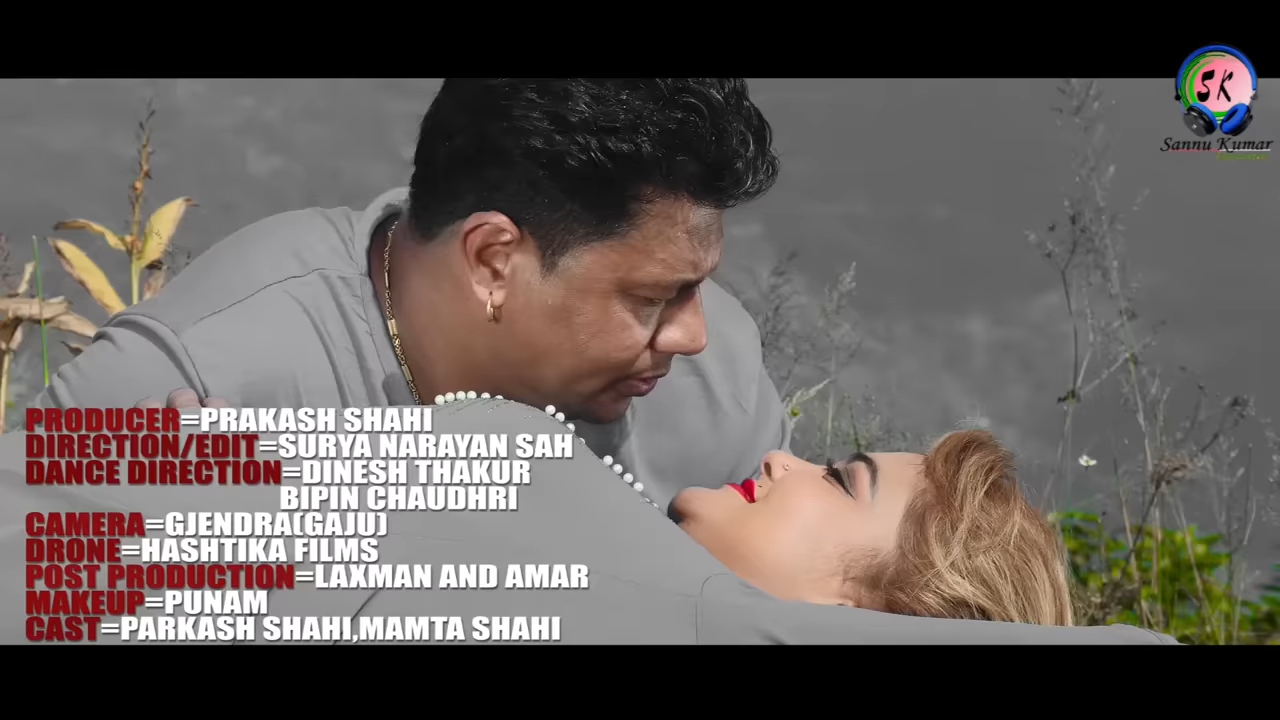 SK
Sannu Kumar
PRODUCER=PRAKASH SHAHI
DIRECTION/EDIT=SURYA NARAYAN SAH
DANCE DIRECTION=DINESH THAKUR
BIPIN CHAUDHRI
CAMERA=GJENDRA(GAJU)
DRONE=HASHTIKA FILMS
POST PRODUCTION=LAXMAN AND AMAR
MAKEUP=PUNAM
CAST=PARKASH SHAHI,MAMTA SHAHI